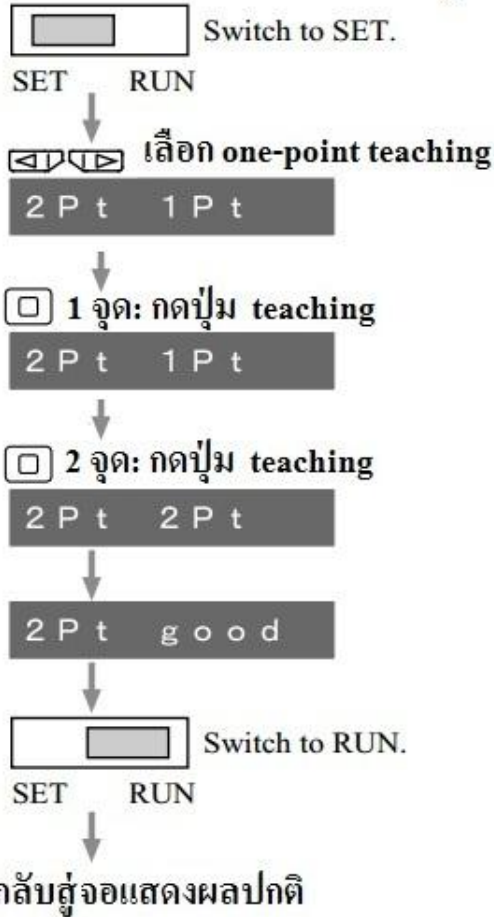 Switch to SET.
SET RUN
เลือก one-point teaching
2Pt 1Pt
1 จุด: กดปุ่ม teaching
2Pt 1Pt
2 จุด: กดปุ่ม teaching
2Pt 2Pt
2Pt good
Switch to RUN.
SET RUN
กลับสู่จอแสดงผลปกติ